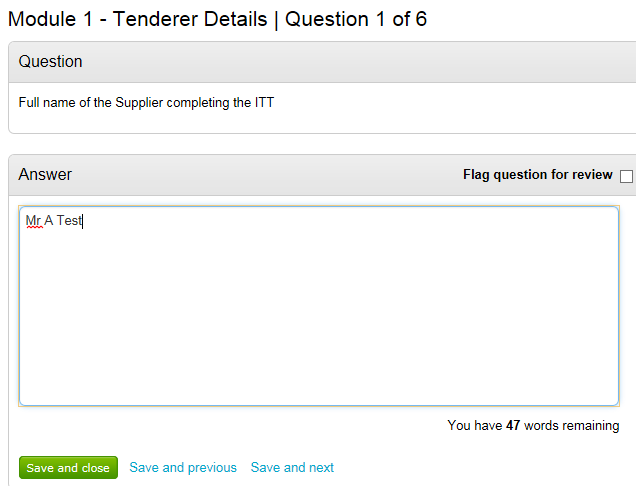 Module 1 - Tenderer Details | Question 1 of 6
Question
Full name of the Supplier completing the ITT
Answer
Flag question for review
Mr A Test
You have 47 words remaining
Save and close Save and previous Save and next